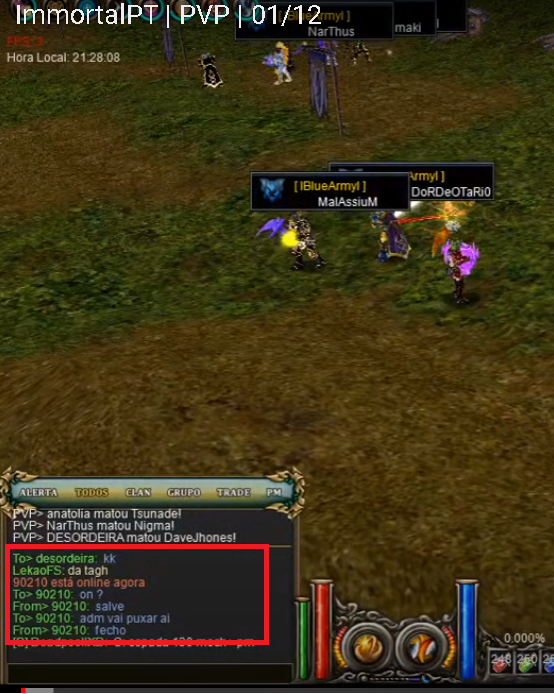 ImmortalPT | PVP | 01/12
Hora Local: 21:28:08
NarThus
maki
[ lBlueArmyl ]
MalAssiuM
Armyl ]
DoRDeOTaRi0
ALERTA TODOS CLAN GRUPO TRADE PM
PVP> anatolia matou Tsunade!
PVP> NarThus matou Nigma!
PVP> DESORDEIRA matou DaveJhones!
To> desordeira: kk
LekaoFS: da tagh
90210 está online agora
To> 90210: on ?
From> 90210: salve
To> 90210: adm vai puxar ai
From> 90210: fecho
0.000%
248 260